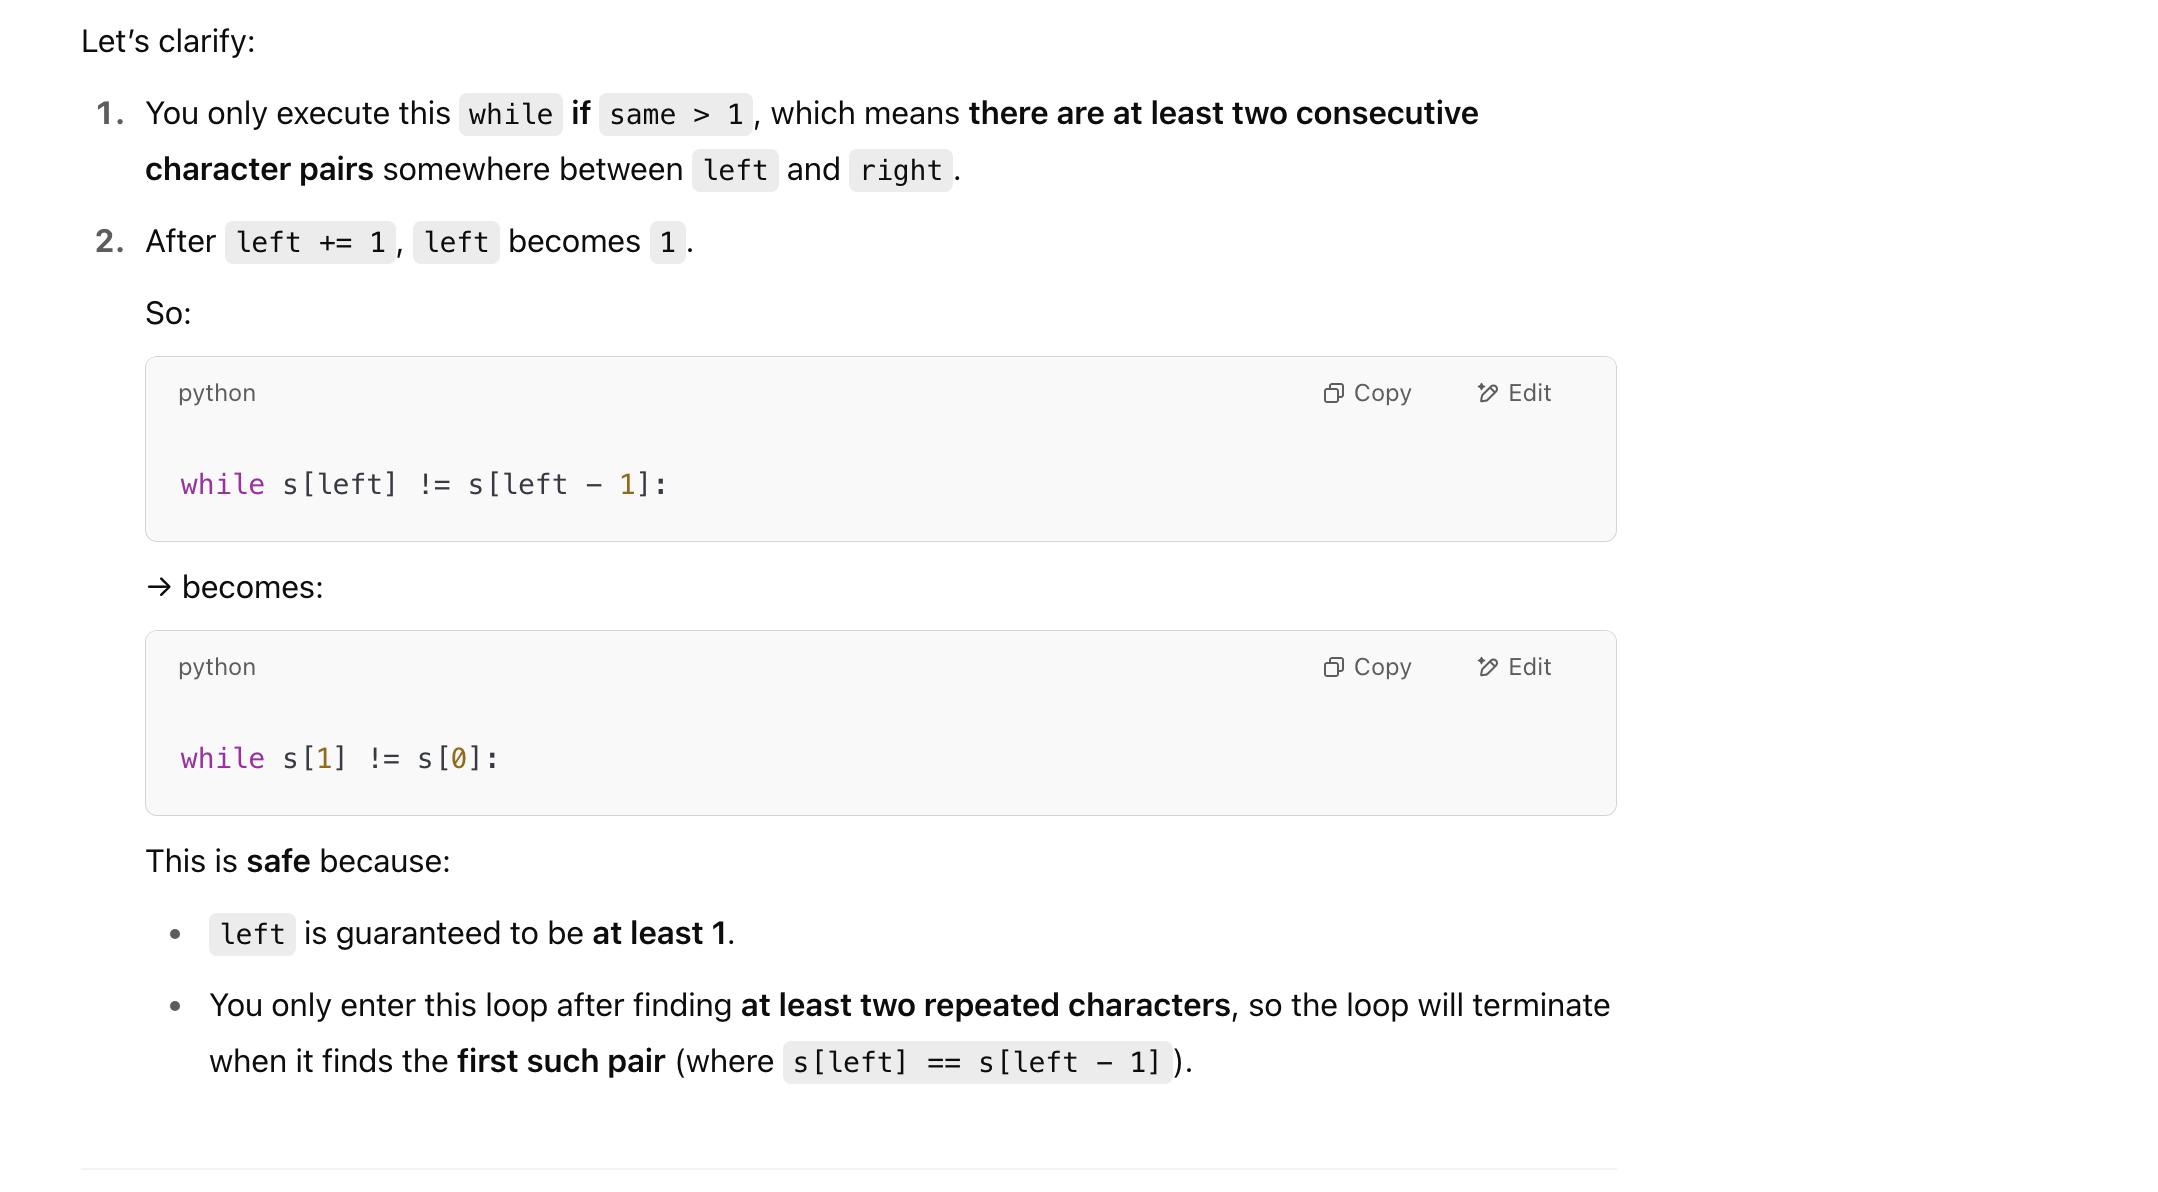 Let’s clarify:
1. You only execute this while if same > 1, which means there are at least two consecutive
character pairs somewhere between left and right.
2. After left += 1, left becomes 1.
So:
python Copy Edit
while s[left] != s[left - 1]:
→ becomes:
python Copy Edit
while s[1] != s[0]:
This is safe because:
• left is guaranteed to be at least 1.
• You only enter this loop after finding at least two repeated characters, so the loop will terminate
when it finds the first such pair (where s[left] == s[left - 1]).